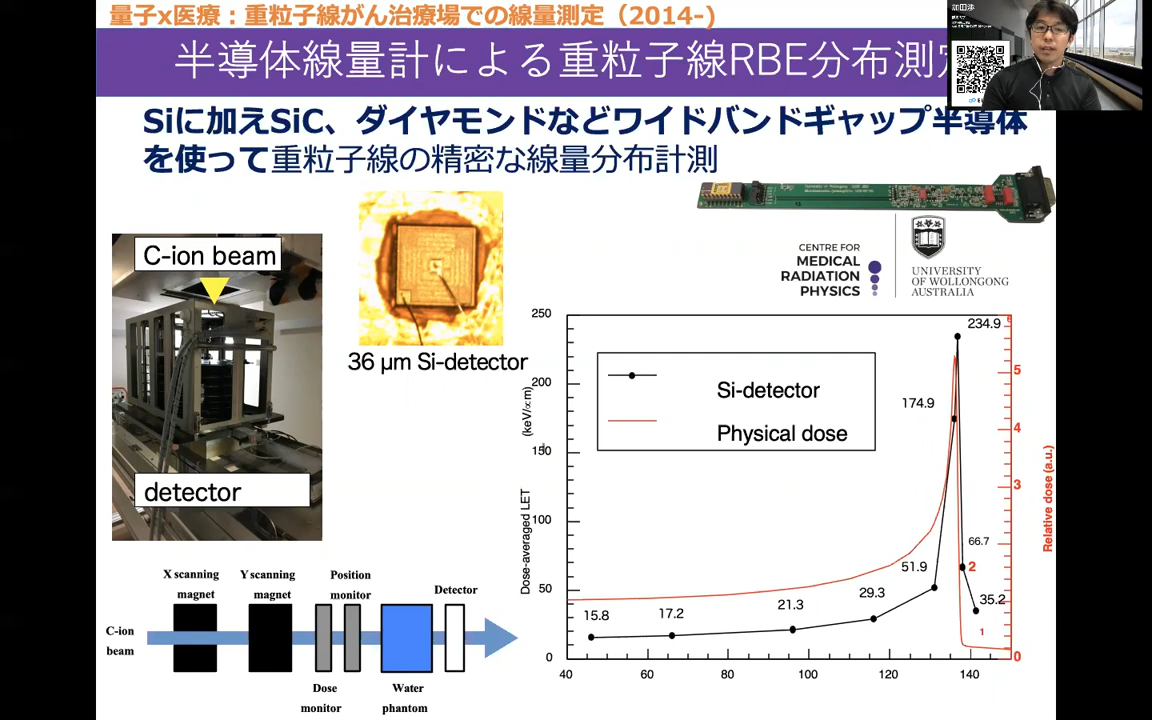 量子x医療：重粒子線がん治療場での線量測定（2014-)
半導体線量計による重粒子線RBE分布測定
加田渉
Siに加えSiC、ダイヤモンドなどワイドバンドギャップ半導体
を使って重粒子線の精密な線量分布計測
C-ion beam
detector
36 μm Si-detector
CENTRE FOR
MEDICAL
RADIATION
PHYSICS
UNIVERSITY
OF WOLLONGONG
AUSTRALIA
Si-detector
Physical dose
Dose-averaged LET
(keV/∝m)
250
200
150
100
50
0
40
60
80
100
120
140
15.8
17.2
21.3
29.3
51.9
174.9
234.9
66.7
35.2
5
4
3
2
1
0
Relative dose (a.u.)
X scanning
magnet
Y scanning
magnet
Position
monitor
Detector
C-ion
beam
Dose
monitor
Water
phantom